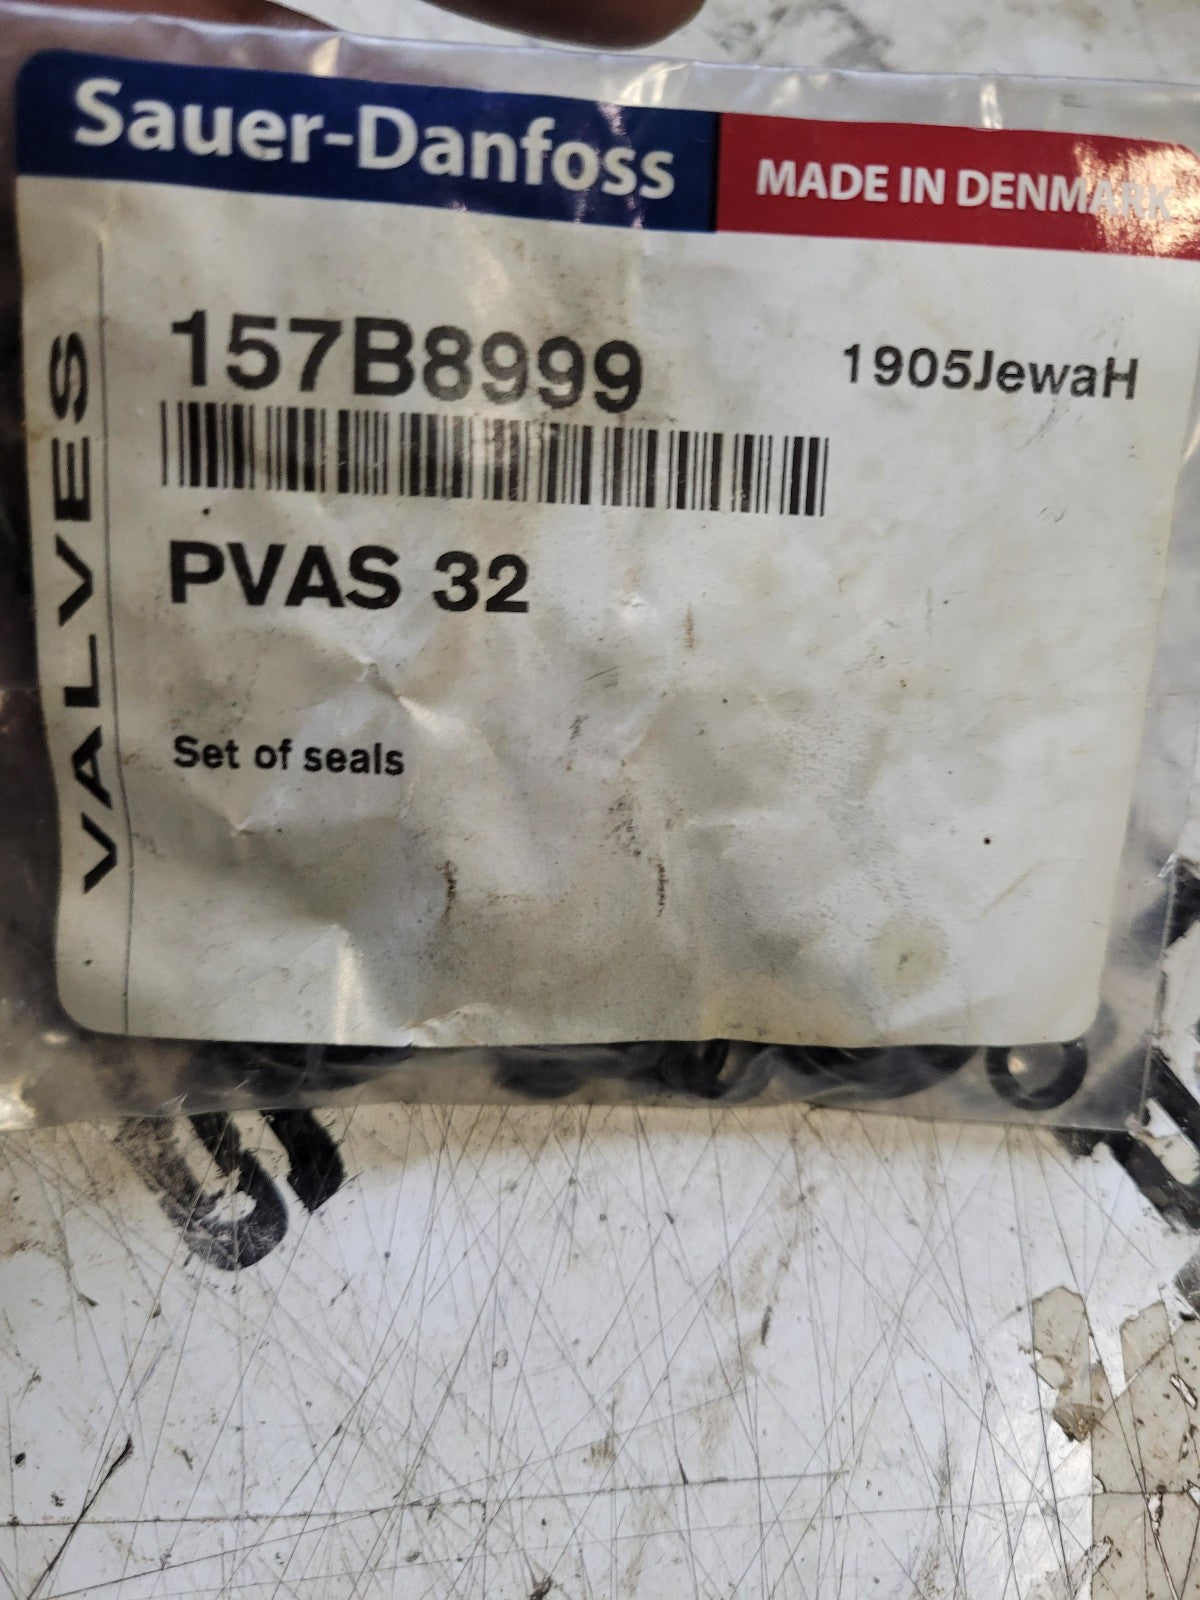 Sauer-Danfoss
MADE IN DENMARK
VALVES
157B8999
1905JewaH
PVAS 32
Set of seals